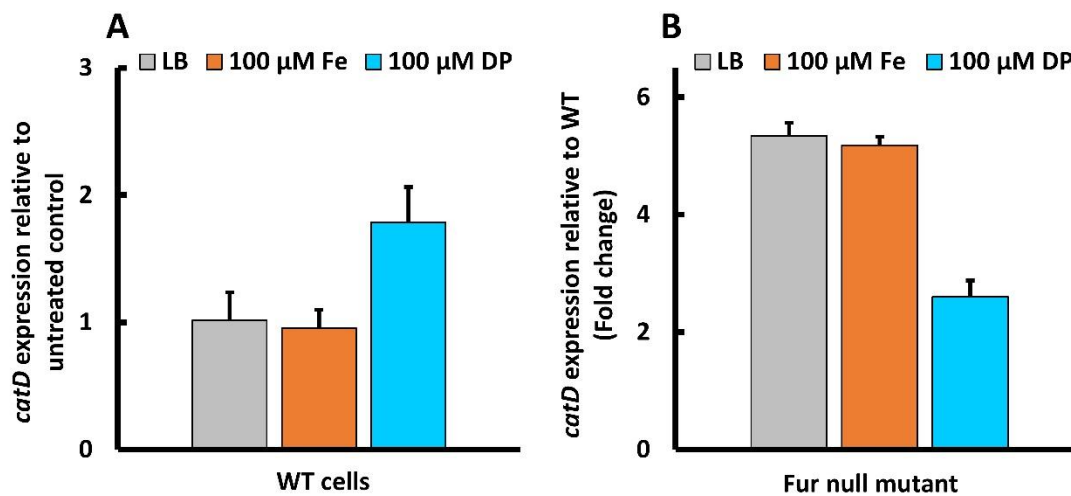 A
LB 100 µM Fe 100 µM DP
3
2
1
0
catD expression relative to
untreated control
WT cells
B
LB 100 µM Fe 100 µM DP
6
4
2
0
catD expression relative to WT
(Fold change)
Fur null mutant